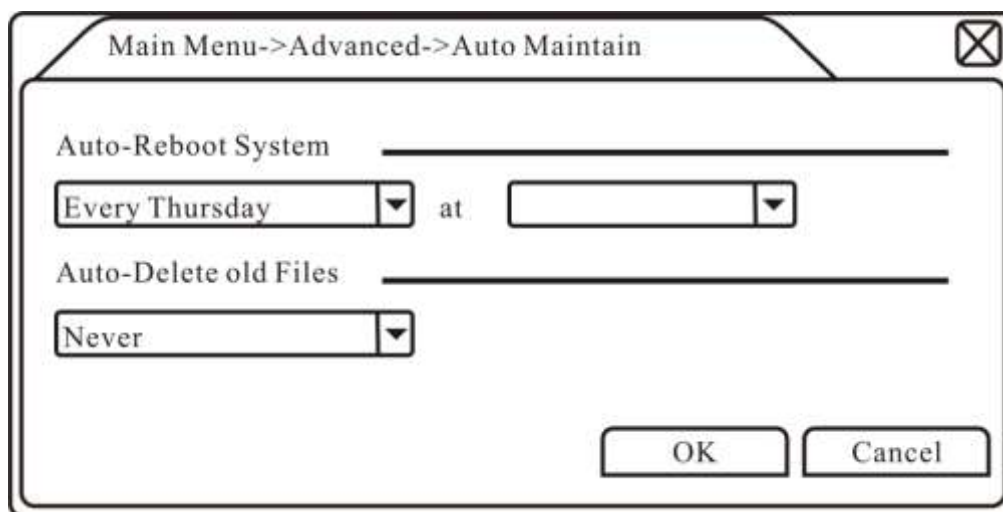 Main Menu->Advanced->Auto Maintain
Auto-Reboot System
Every Thursday at
Auto-Delete old Files
Never
OK Cancel